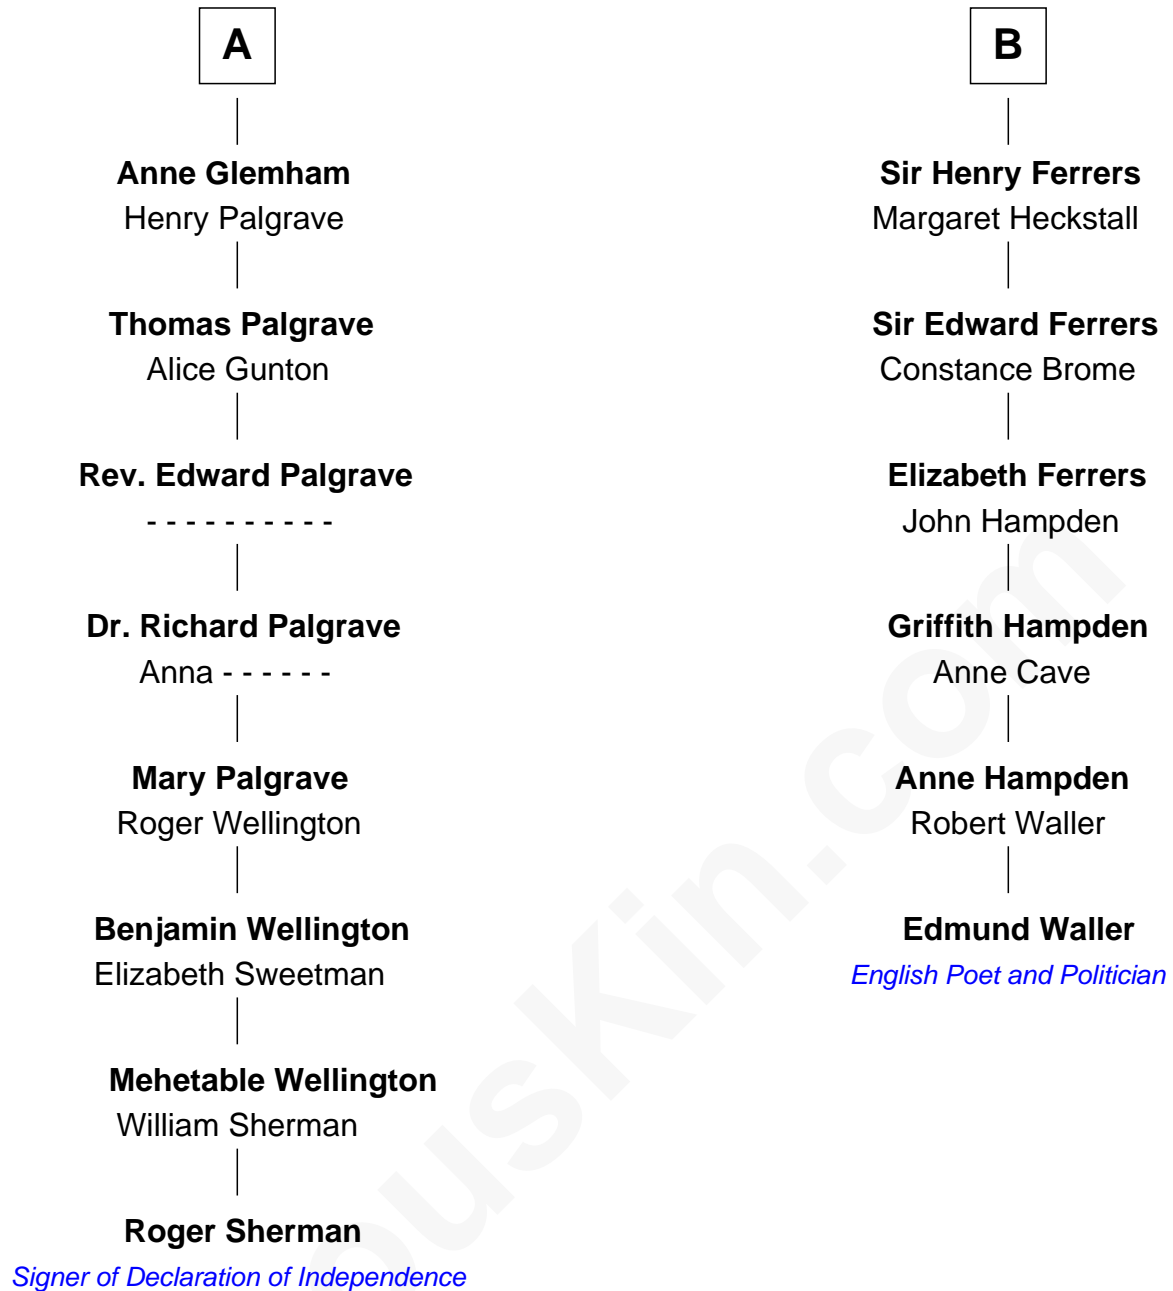 A
Anne Glemham
Henry Palgrave
Thomas Palgrave
Alice Gunton
Rev. Edward Palgrave
- - - - - - - - - -
Dr. Richard Palgrave
Anna - - - - - -
Mary Palgrave
Roger Wellington
Benjamin Wellington
Elizabeth Sweetman
Mehetable Wellington
William Sherman
Roger Sherman
Signer of Declaration of Independence
B
Sir Henry Ferrers
Margaret Heckstall
Sir Edward Ferrers
Constance Brome
Elizabeth Ferrers
John Hampden
Griffith Hampden
Anne Cave
Anne Hampden
Robert Waller
Edmund Waller
English Poet and Politician
ousKin.com